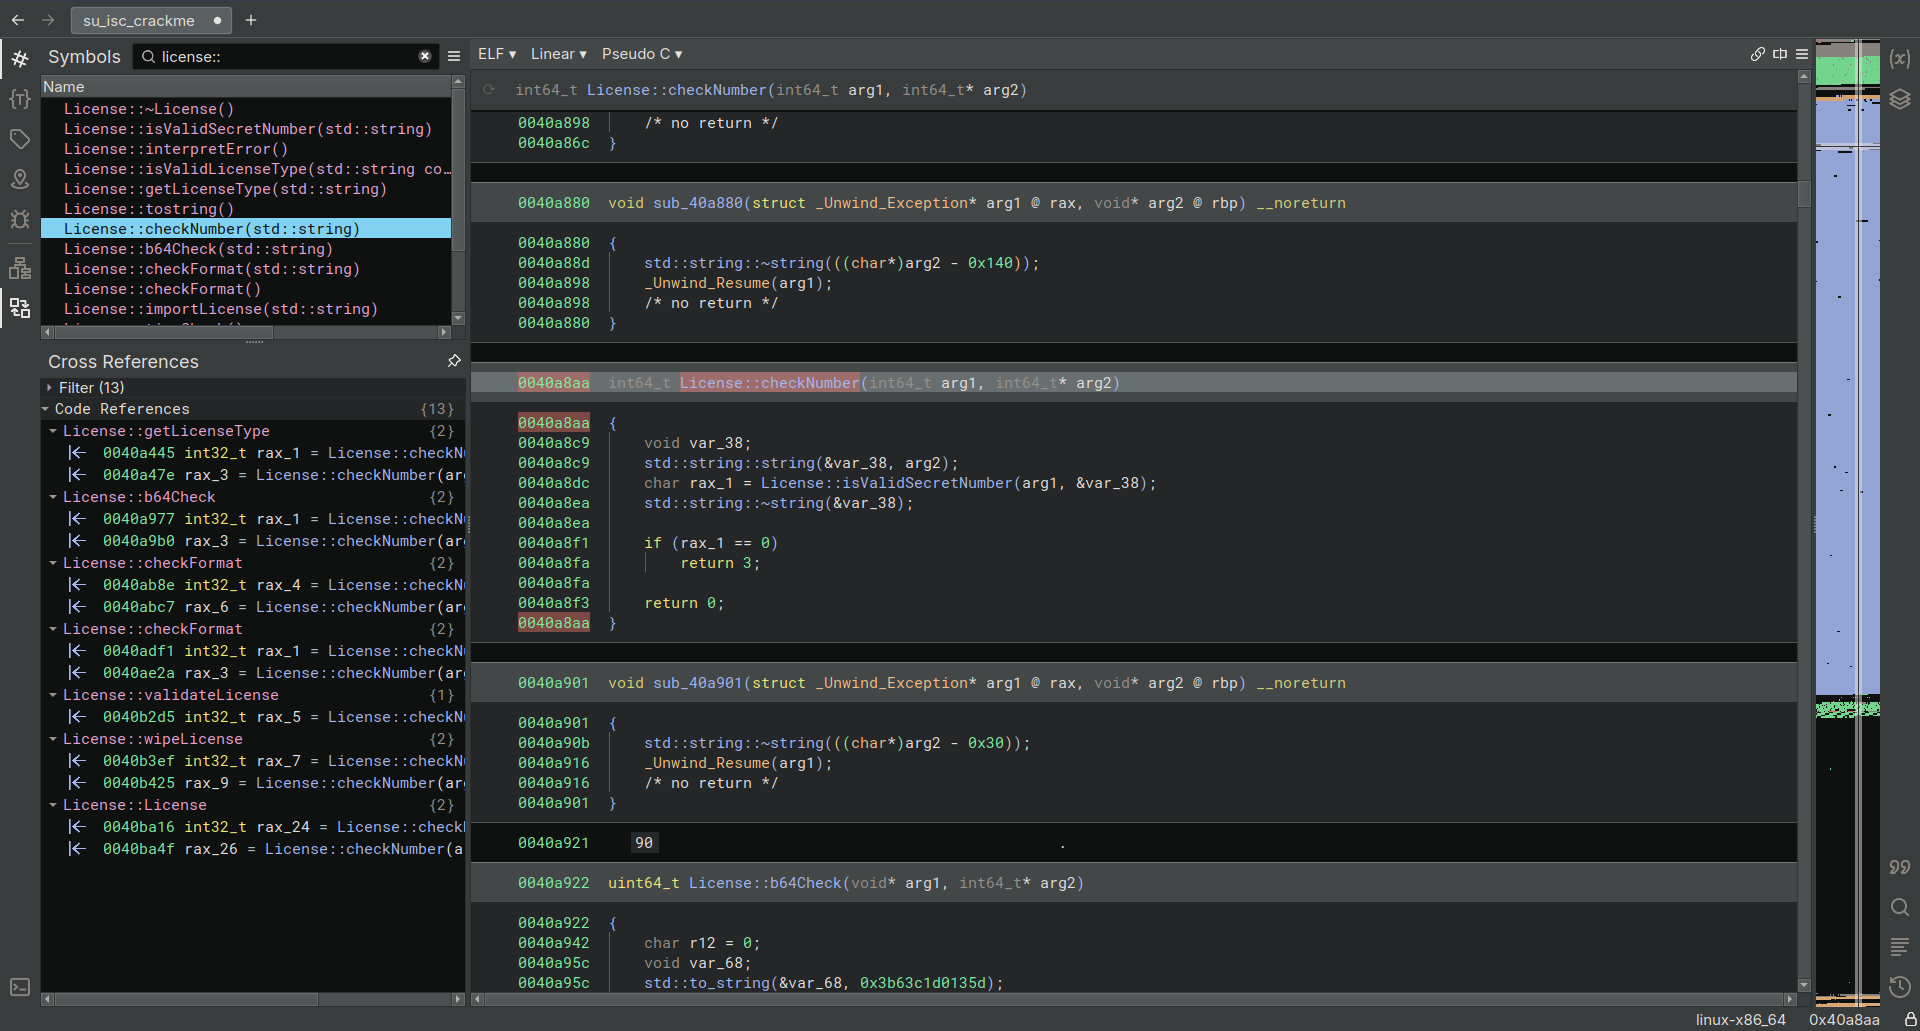 su_isc_crackme
Symbols
license::
Name
License::~License()
License::isValidSecretNumber(std::string)
License::interpretError()
License::isValidLicenseType(std::string co…
License::getLicenseType(std::string)
License::tostring()
License::checkNumber(std::string)
License::b64Check(std::string)
License::checkFormat(std::string)
License::checkFormat()
License::importLicense(std::string)
Cross References
Filter (13)
Code References {13}
License::getLicenseType {2}
0040a445 int32_t rax_1 = License::checkN
0040a47e rax_3 = License::checkNumber(ar
License::b64Check {2}
0040a977 int32_t rax_1 = License::checkN
0040a9b0 rax_3 = License::checkNumber(ar
License::checkFormat {2}
0040ab8e int32_t rax_4 = License::checkN
0040abc7 rax_6 = License::checkNumber(ar
License::checkFormat {2}
0040adf1 int32_t rax_1 = License::checkN
0040ae2a rax_3 = License::checkNumber(ar
License::validateLicense {1}
0040b2d5 int32_t rax_5 = License::checkN
License::wipeLicense {2}
0040b3ef int32_t rax_7 = License::checkN
0040b425 rax_9 = License::checkNumber(ar
License::License {2}
0040ba16 int32_t rax_24 = License::check
0040ba4f rax_26 = License::checkNumber(a
ELF ▾ Linear ▾ Pseudo C ▾
int64_t License::checkNumber(int64_t arg1, int64_t* arg2)
0040a898 /* no return */
0040a86c }
0040a880 void sub_40a880(struct _Unwind_Exception* arg1 @ rax, void* arg2 @ rbp) __noreturn
0040a880 {
0040a88d std::string::~string(((char*)arg2 - 0x140));
0040a898 _Unwind_Resume(arg1);
0040a898 /* no return */
0040a880 }
0040a8aa int64_t License::checkNumber(int64_t arg1, int64_t* arg2)
0040a8aa {
0040a8c9 void var_38;
0040a8c9 std::string::string(&var_38, arg2);
0040a8dc char rax_1 = License::isValidSecretNumber(arg1, &var_38);
0040a8ea std::string::~string(&var_38);
0040a8ea
0040a8f1 if (rax_1 == 0)
0040a8fa return 3;
0040a8fa
0040a8f3 return 0;
0040a8aa }
0040a901 void sub_40a901(struct _Unwind_Exception* arg1 @ rax, void* arg2 @ rbp) __noreturn
0040a901 {
0040a90b std::string::~string(((char*)arg2 - 0x30));
0040a916 _Unwind_Resume(arg1);
0040a916 /* no return */
0040a901 }
0040a921 90 .
0040a922 uint64_t License::b64Check(void* arg1, int64_t* arg2)
0040a922 {
0040a942 char r12 = 0;
0040a95c void var_68;
0040a95c std::to_string(&var_68, 0x3b63c1d0135d);
linux-x86_64 0x40a8aa